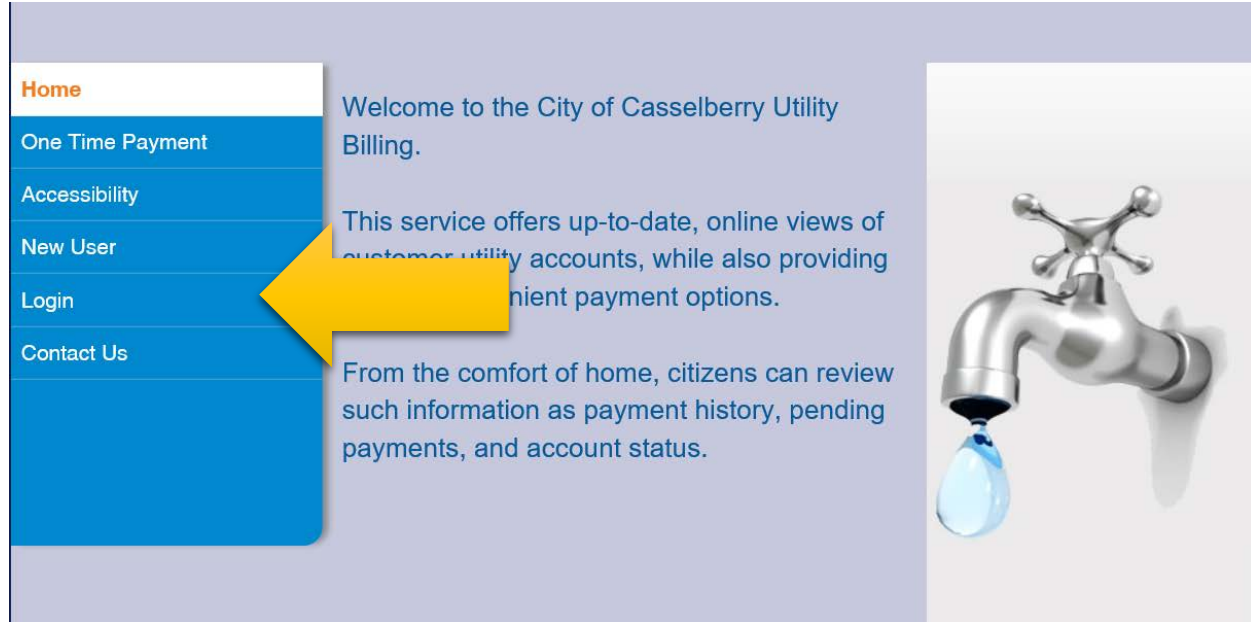 Home
One Time Payment
Accessibility
New User
Login
Contact Us
Welcome to the City of Casselberry Utility
Billing.
This service offers up-to-date, online views of
customer utility accounts, while also providing
payment options.
From the comfort of home, citizens can review
such information as payment history, pending
payments, and account status.